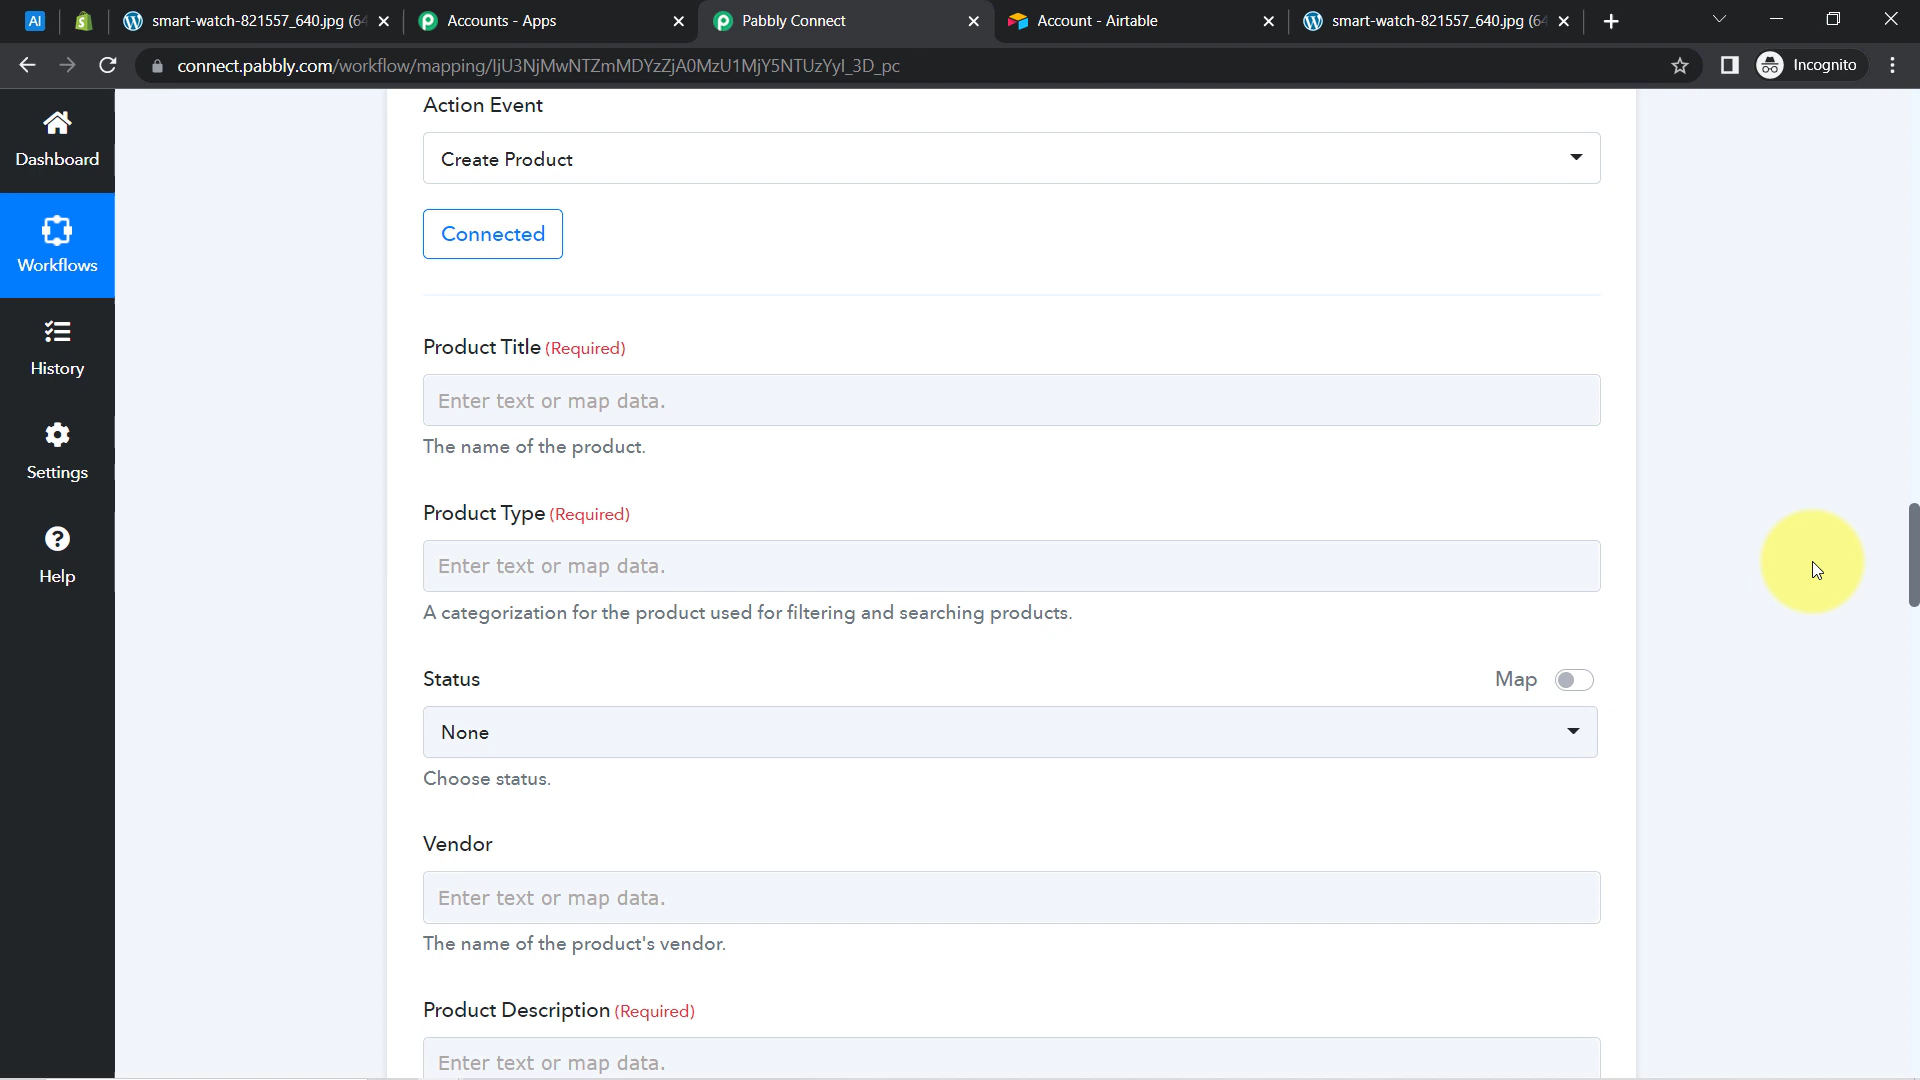 AI
smart-watch-821557_640.jpg (64
Accounts - Apps
Pabbly Connect
Account - Airtable
smart-watch-821557_640.jpg (64
connect.pabbly.com/workflow/mapping/IjU3NjMwNTZmMDYzZjA0MzU1MjY5NTUzYyI_3D_pc
Incognito
Dashboard
Workflows
History
Settings
Help
Action Event
Create Product
Connected
Product Title (Required)
Enter text or map data.
The name of the product.
Product Type (Required)
Enter text or map data.
A categorization for the product used for filtering and searching products.
Status
Map
None
Choose status.
Vendor
Enter text or map data.
The name of the product's vendor.
Product Description (Required)
Enter text or map data.